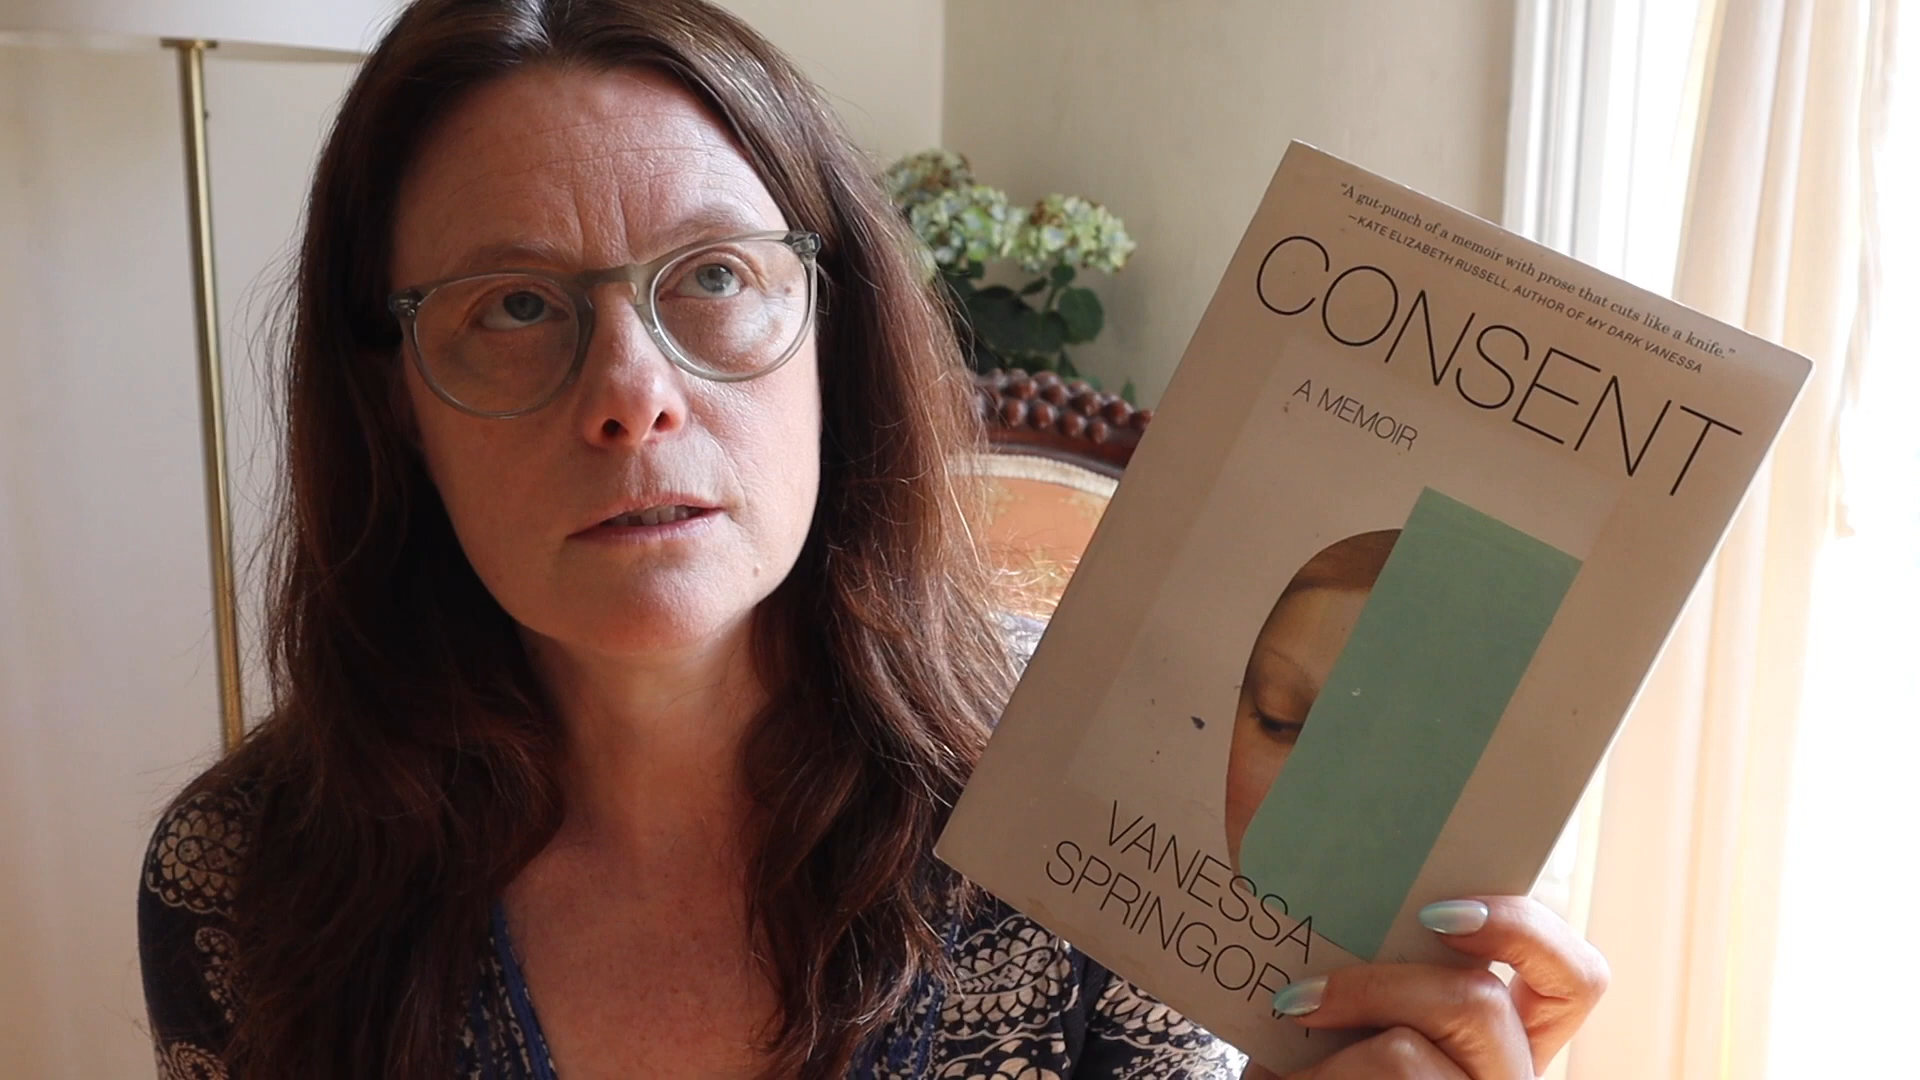 “A gut-punch of a memoir with prose that cuts like a knife.”
—KATE ELIZABETH RUSSELL, AUTHOR OF MY DARK VANESSA
CONSENT
A MEMOIR
VANESSA
SPRINGORA